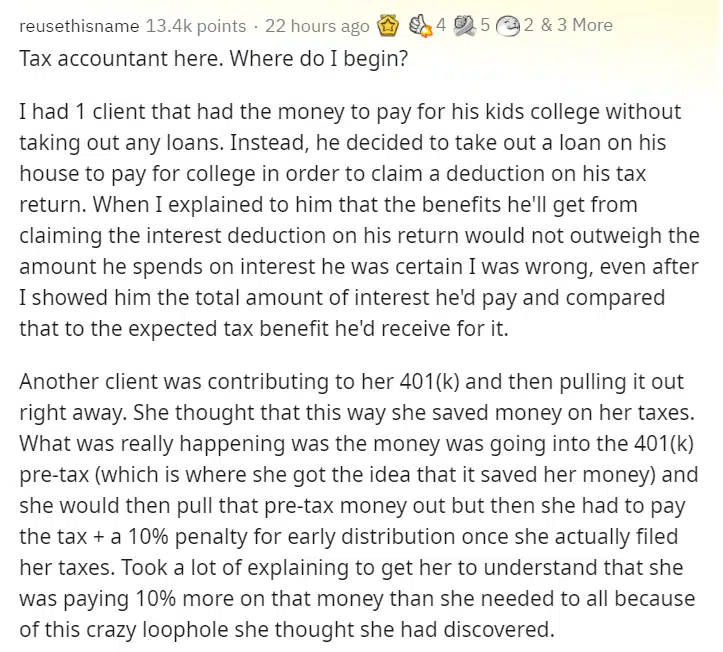 reusethisname 13.4k points · 22 hours ago 4 5 2 & 3 More
Tax accountant here. Where do I begin?
I had 1 client that had the money to pay for his kids college without
taking out any loans. Instead, he decided to take out a loan on his
house to pay for college in order to claim a deduction on his tax
return. When I explained to him that the benefits he'll get from
claiming the interest deduction on his return would not outweigh the
amount he spends on interest he was certain I was wrong, even after
I showed him the total amount of interest he'd pay and compared
that to the expected tax benefit he'd receive for it.
Another client was contributing to her 401(k) and then pulling it out
right away. She thought that this way she saved money on her taxes.
What was really happening was the money was going into the 401(k)
pre-tax (which is where she got the idea that it saved her money) and
she would then pull that pre-tax money out but then she had to pay
the tax + a 10% penalty for early distribution once she actually filed
her taxes. Took a lot of explaining to get her to understand that she
was paying 10% more on that money than she needed to all because
of this crazy loophole she thought she had discovered.